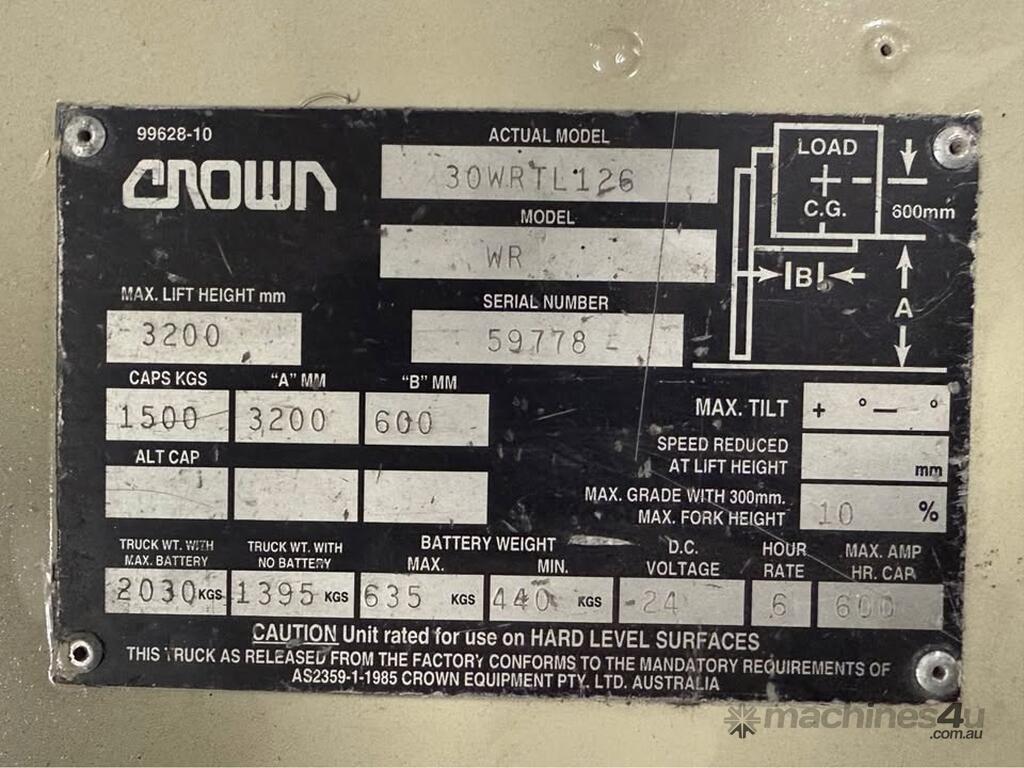 99628-10
CROWN
ACTUAL MODEL
30WRTL126
MODEL
WR
LOAD
+ -
C.G.
600mm
B
A
MAX. LIFT HEIGHT mm
3200
SERIAL NUMBER
59778
CAPS KGS "A" MM "B" MM
1500 3200 600
ALT CAP
MAX. TILT + ° — °
SPEED REDUCED
AT LIFT HEIGHT mm
MAX. GRADE WITH 300mm.
MAX. FORK HEIGHT 10 %
TRUCK WT. WITH
MAX. BATTERY
2030 KGS
TRUCK WT. WITH
NO BATTERY
1395 KGS
BATTERY WEIGHT
MAX. MIN.
635 KGS 440 KGS
D.C.
VOLTAGE
24
HOUR
RATE
6
MAX. AMP
HR. CAP.
600
CAUTION Unit rated for use on HARD LEVEL SURFACES
THIS TRUCK AS RELEASED FROM THE FACTORY CONFORMS TO THE MANDATORY REQUIREMENTS OF
AS2359-1-1985 CROWN EQUIPMENT PTY. LTD. AUSTRALIA
machines4u
.com.au